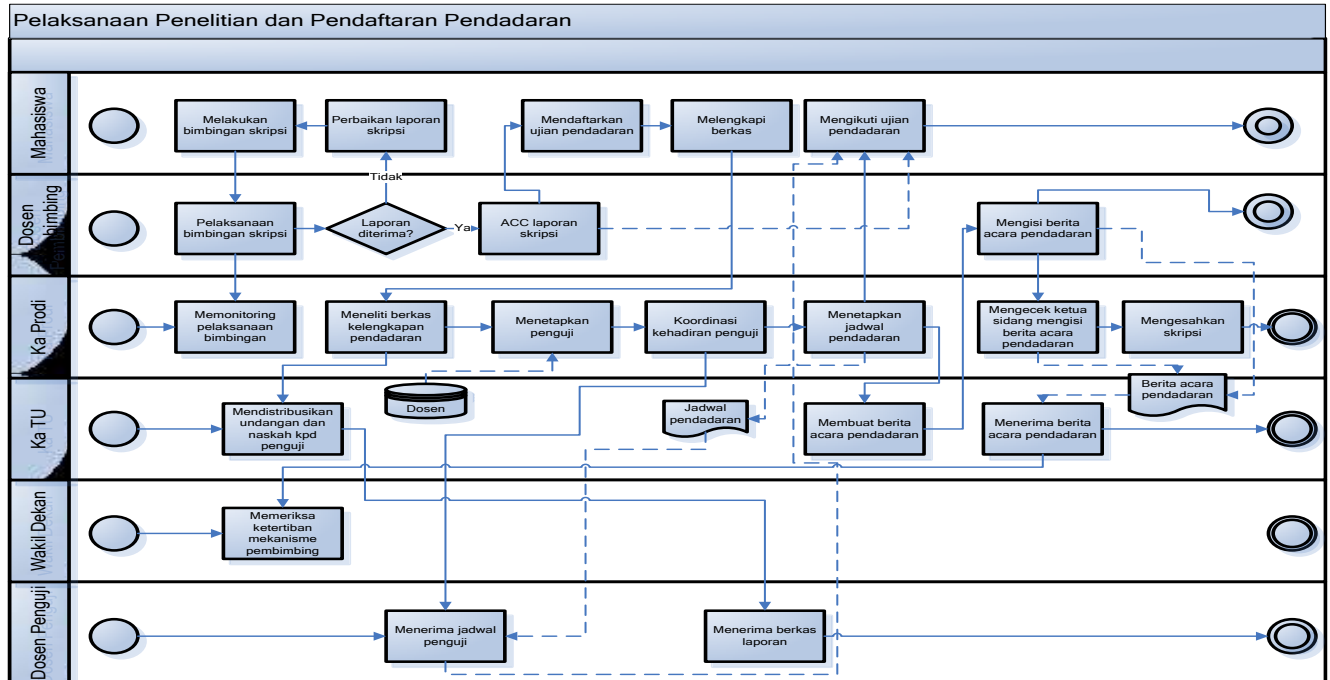 Pelaksanaan Penelitian dan Pendaftaran Pendadaran
Mahasiswa
Melakukan
bimbingan skripsi
Perbaikan laporan
skripsi
Mendaftarkan
ujian pendadaran
Melengkapi
berkas
Mengikuti ujian
pendadaran
Tidak
Dosen
Pembimbing
Pelaksanaan
bimbingan skripsi
Laporan
diterima?
Ya
ACC laporan
skripsi
Mengisi berita
acara pendadaran
Ka Prodi
Memonitoring
pelaksanaan
bimbingan
Meneliti berkas
kelengkapan
pendadaran
Menetapkan
penguji
Koordinasi
kehadiran penguji
Menetapkan
jadwal
pendadaran
Mengecek ketua
sidang mengisi
berita acara
pendadaran
Mengesahkan
skripsi
Ka TU
Mendistribusikan
undangan dan
naskah kpd
penguji
Dosen
Jadwal
pendadaran
Membuat berita
acara pendadaran
Menerima berita
acara pendadaran
Berita acara
pendadaran
Wakil Dekan
Memeriksa
ketertiban
mekanisme
pembimbing
Dosen Penguji
Menerima jadwal
penguji
Menerima berkas
laporan